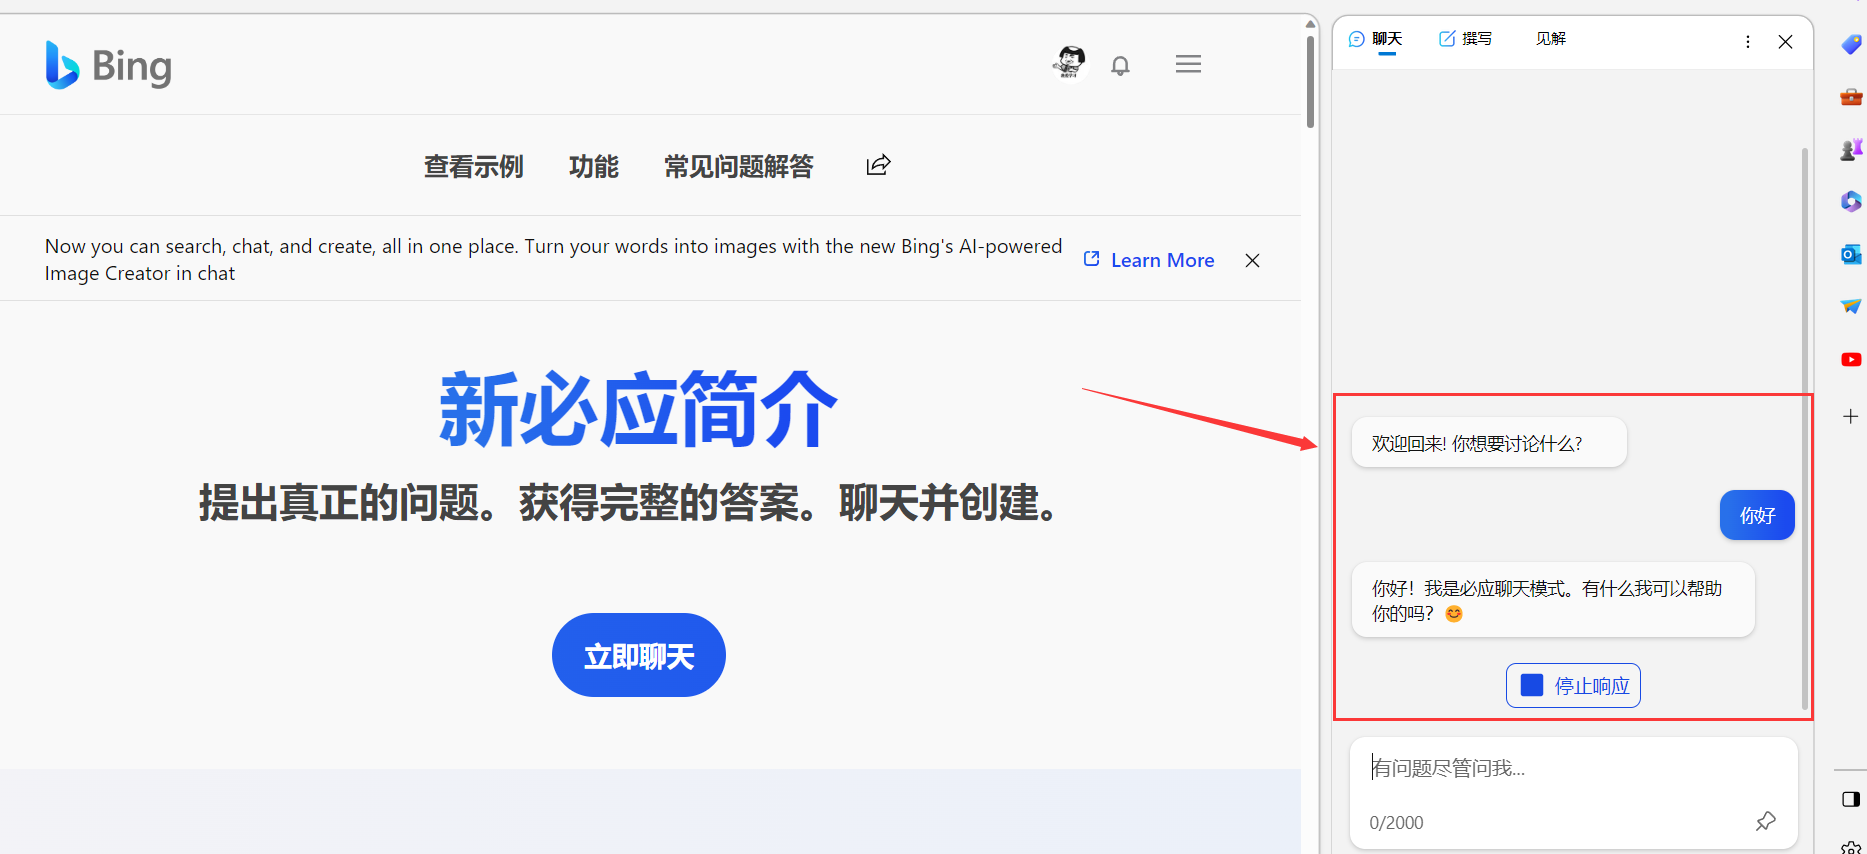 Bing
查看示例
功能
常见问题解答
Now you can search, chat, and create, all in one place. Turn your words into images with the new Bing's AI-powered
Image Creator in chat
Learn More
新必应简介
提出真正的问题。获得完整的答案。聊天并创建。
立即聊天
聊天
撰写
见解
欢迎回来! 你想要讨论什么?
你好
你好！我是必应聊天模式。有什么我可以帮助
你的吗？😊
停止响应
有问题尽管问我...
0/2000